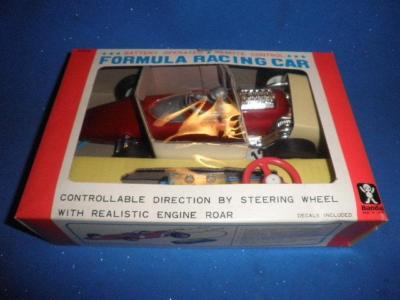 BATTERY OPERATED REMOTE CONTROL
FORMULA RACING CAR
CONTROLLABLE DIRECTION BY STEERING WHEEL
WITH REALISTIC ENGINE ROAR
DECALS INCLUDED
Bandai